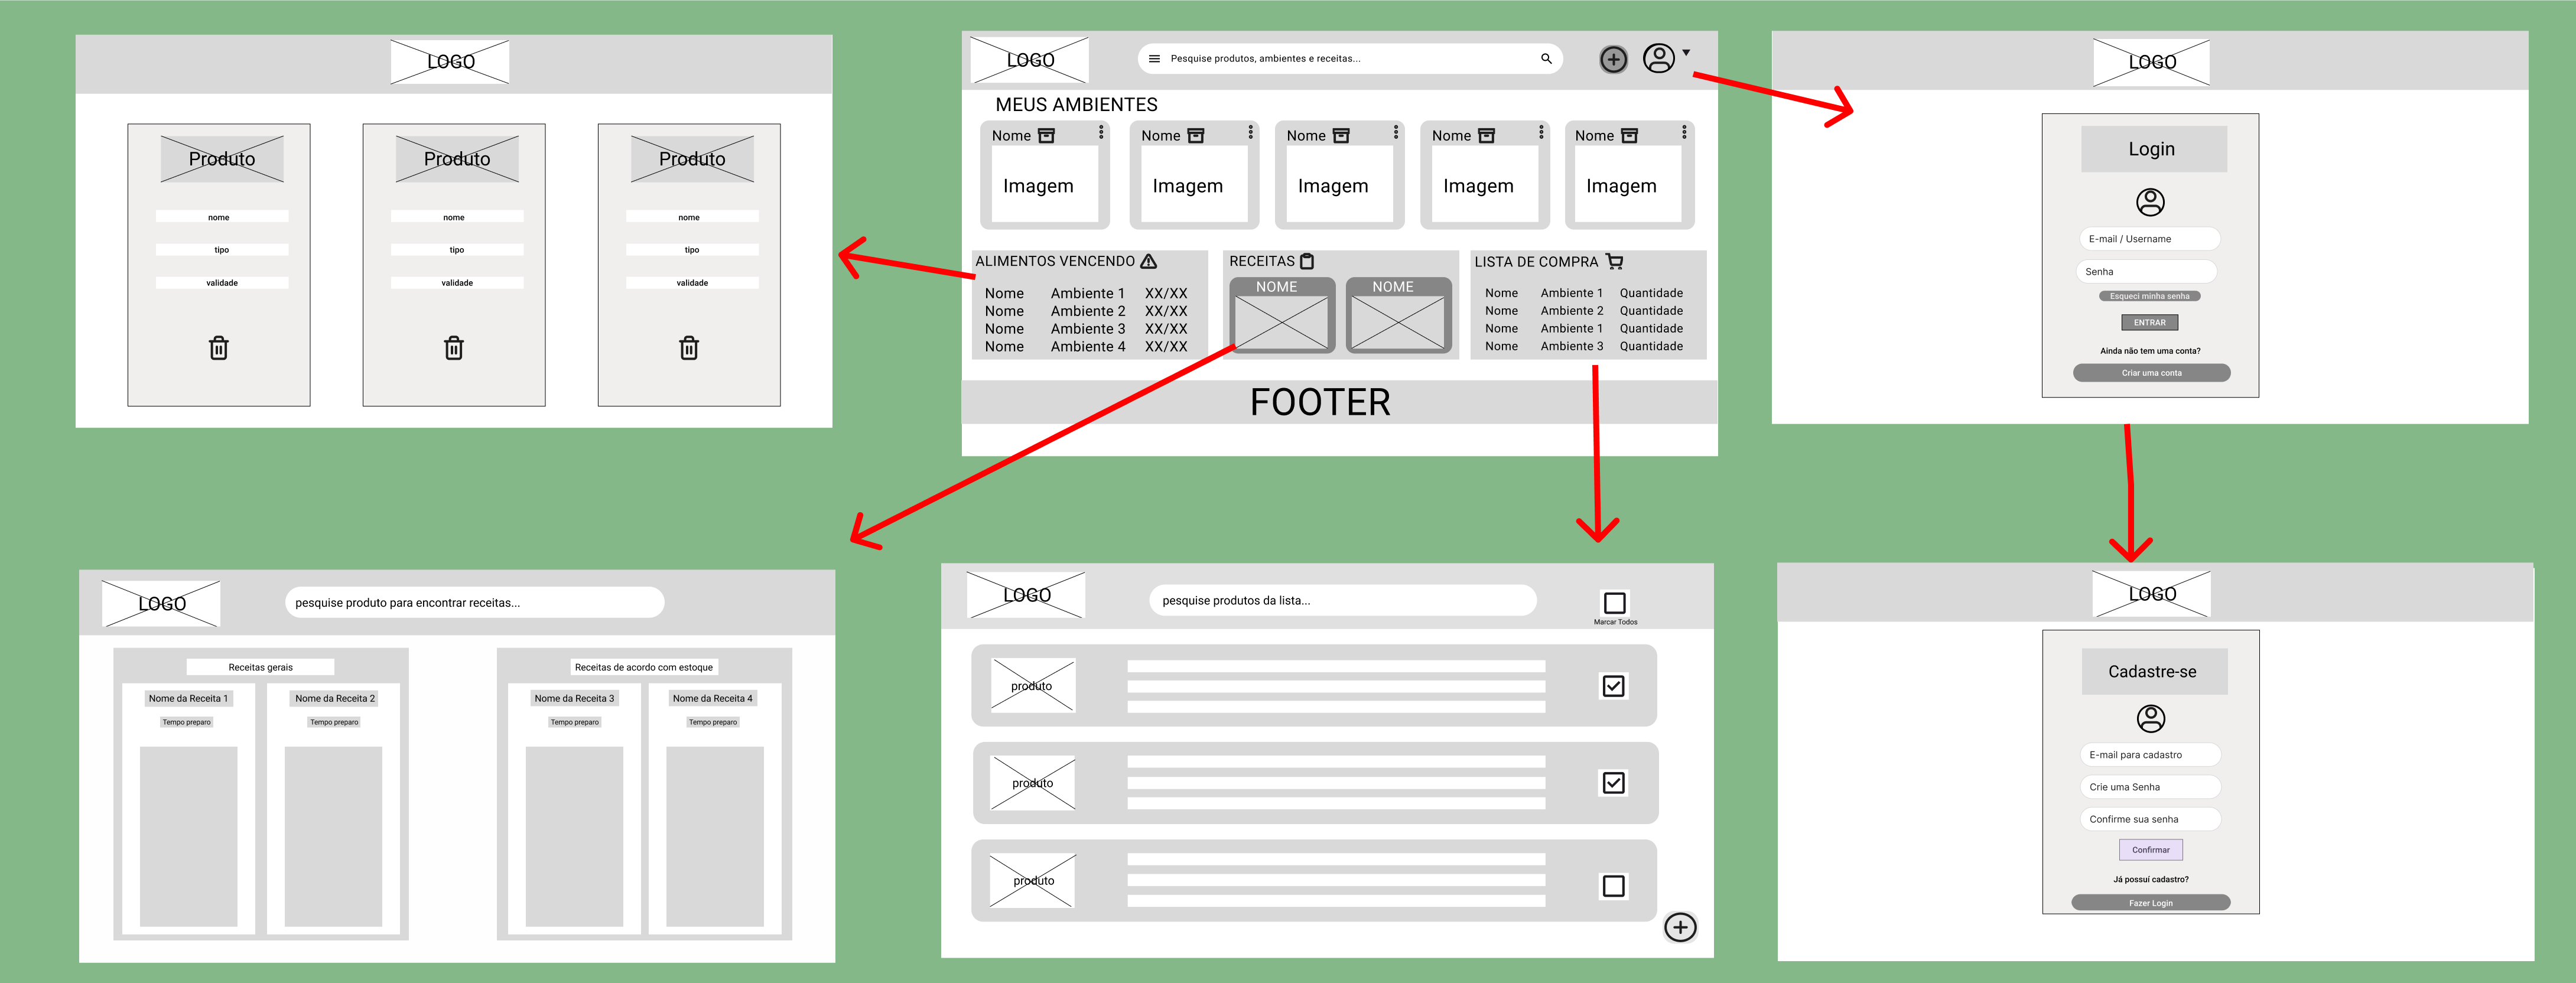 LOGO
Produto
Produto
Produto
nome
nome
nome
tipo
tipo
tipo
validade
validade
validade
LOGO
Pesquise produtos, ambientes e receitas...
MEUS AMBIENTES
Nome
Nome
Nome
Nome
Nome
Imagem
Imagem
Imagem
Imagem
Imagem
ALIMENTOS VENCENDO
Nome Ambiente 1 XX/XX
Nome Ambiente 2 XX/XX
Nome Ambiente 3 XX/XX
Nome Ambiente 4 XX/XX
RECEITAS
NOME
NOME
LISTA DE COMPRA
Nome Ambiente 1 Quantidade
Nome Ambiente 2 Quantidade
Nome Ambiente 1 Quantidade
Nome Ambiente 3 Quantidade
FOOTER
LOGO
Login
E-mail / Username
Senha
Esqueci minha senha
ENTRAR
Ainda não tem uma conta?
Criar uma conta
LOGO
pesquise produto para encontrar receitas...
Receitas gerais
Nome da Receita 1
Nome da Receita 2
Tempo preparo
Tempo preparo
Receitas de acordo com estoque
Nome da Receita 3
Nome da Receita 4
Tempo preparo
Tempo preparo
LOGO
pesquise produtos da lista...
Marcar Todos
produto
produto
produto
LOGO
Cadastre-se
E-mail para cadastro
Crie uma Senha
Confirme sua senha
Confirmar
Já possuí cadastro?
Fazer Login